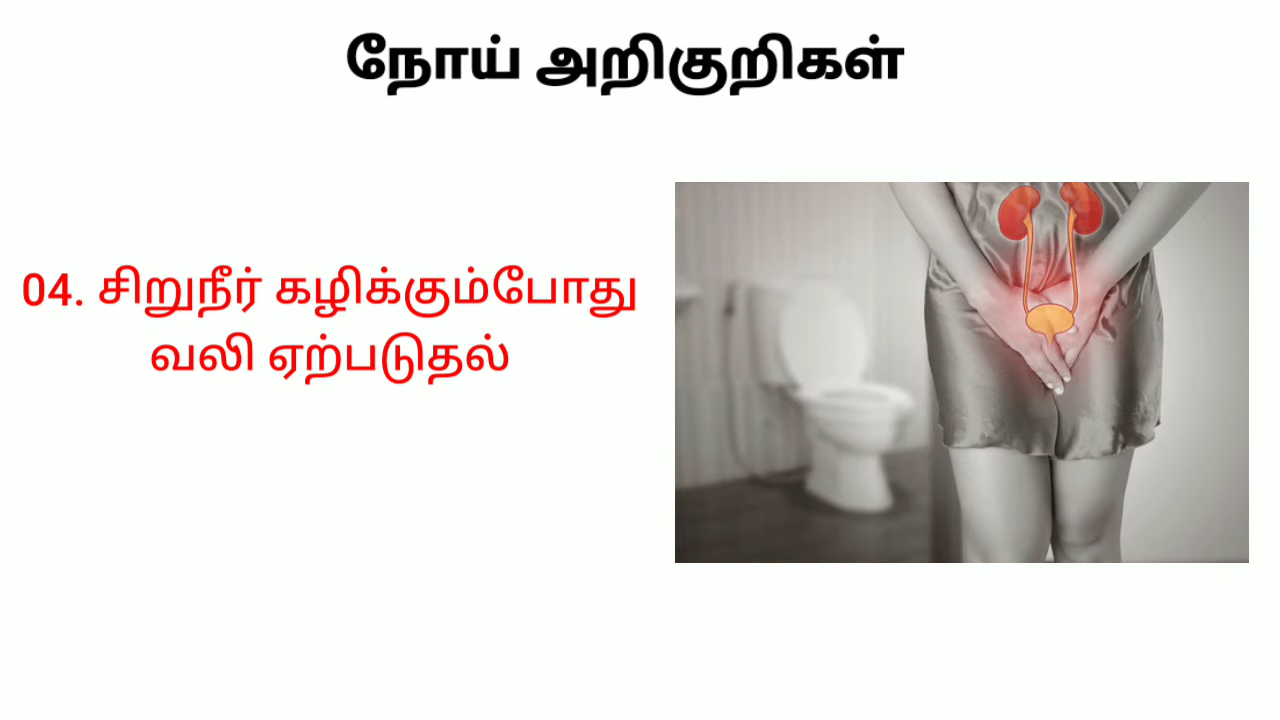 நோய் அறிகுறிகள்
04. சிறுநீர் கழிக்கும்போது
வலி ஏற்படுதல்